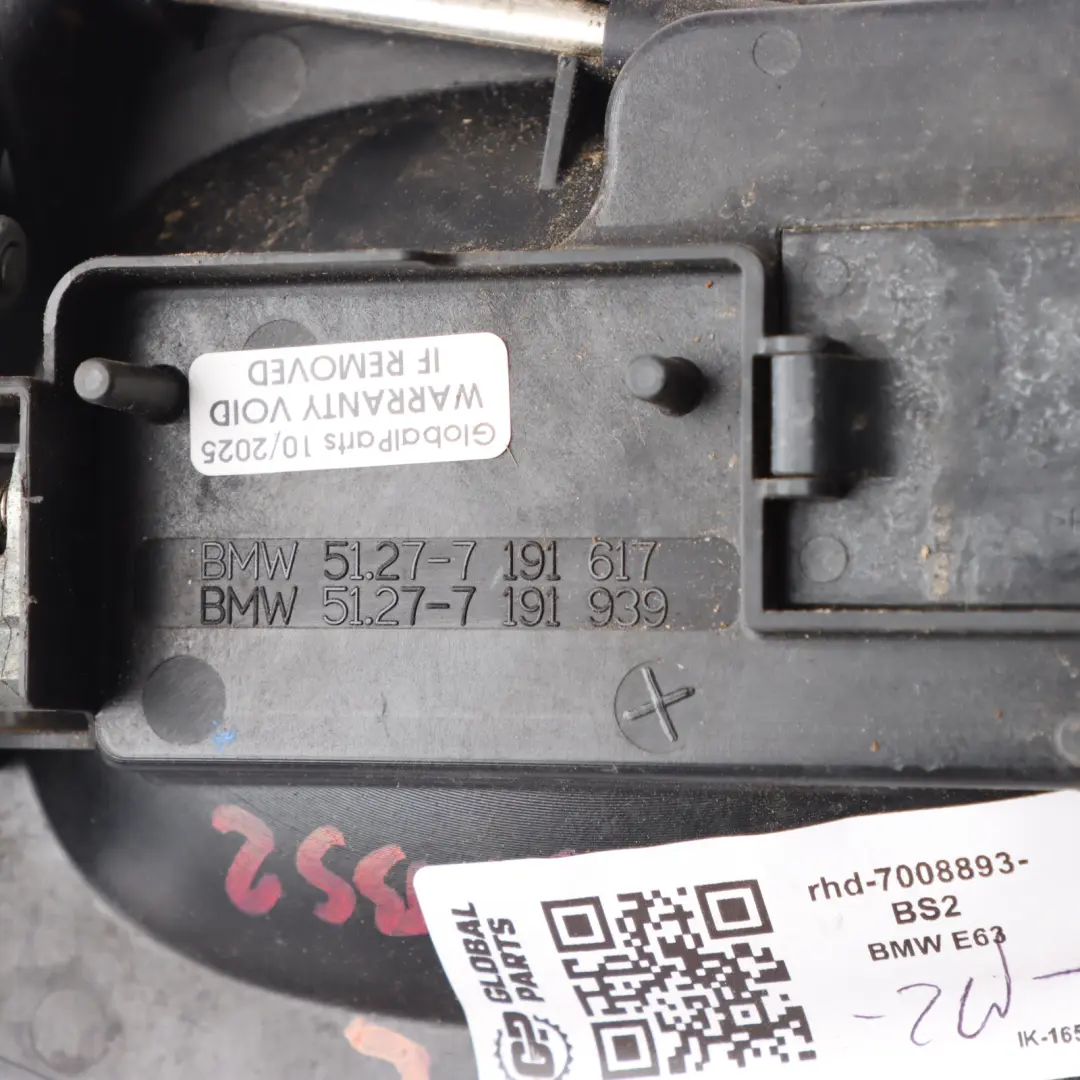 GlobalParts 10/2025
WARRANTY VOID
IF REMOVED
BMW 51.27-7 191 617
BMW 51.27-7 191 939
GLOBAL
PARTS
rhd-7008893-
BS2
BMW E63